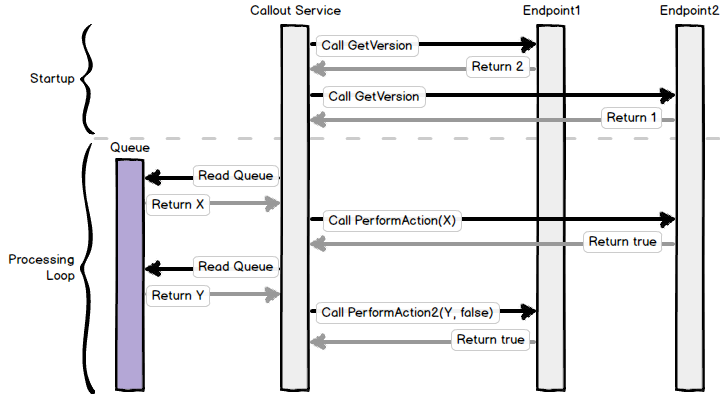 Callout Service
Endpoint1
Endpoint2
Startup
Call GetVersion
Return 2
Call GetVersion
Return 1
Queue
Read Queue
Return X
Call PerformAction(X)
Return true
Processing
Loop
Read Queue
Return Y
Call PerformAction2(Y, false)
Return true